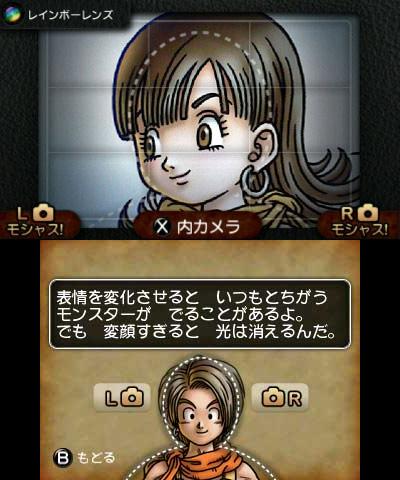 レインボーレンズ
L
モシャス!
X 内カメラ
R
モシャス!
表情を変化させると いつもとちがう
モンスターが でることがあるよ。
でも 変顔すぎると 光は消えるんだ。
L
R
B もどる